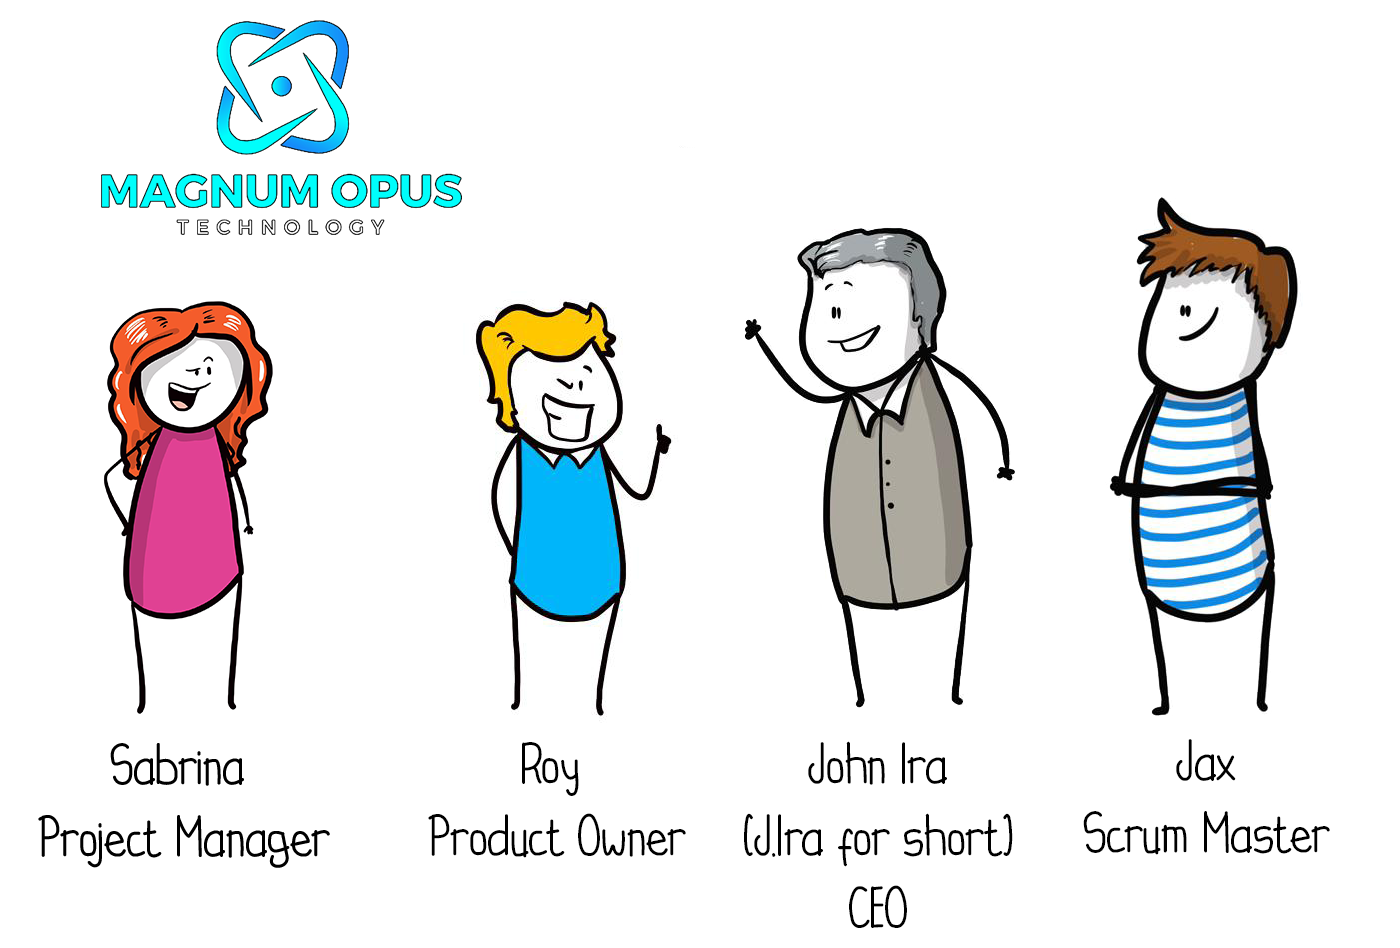 MAGNUM OPUS
TECHNOLOGY
Sabrina
Project Manager
Roy
Product Owner
John Ira
(J.Ira for short)
CEO
Jax
Scrum Master